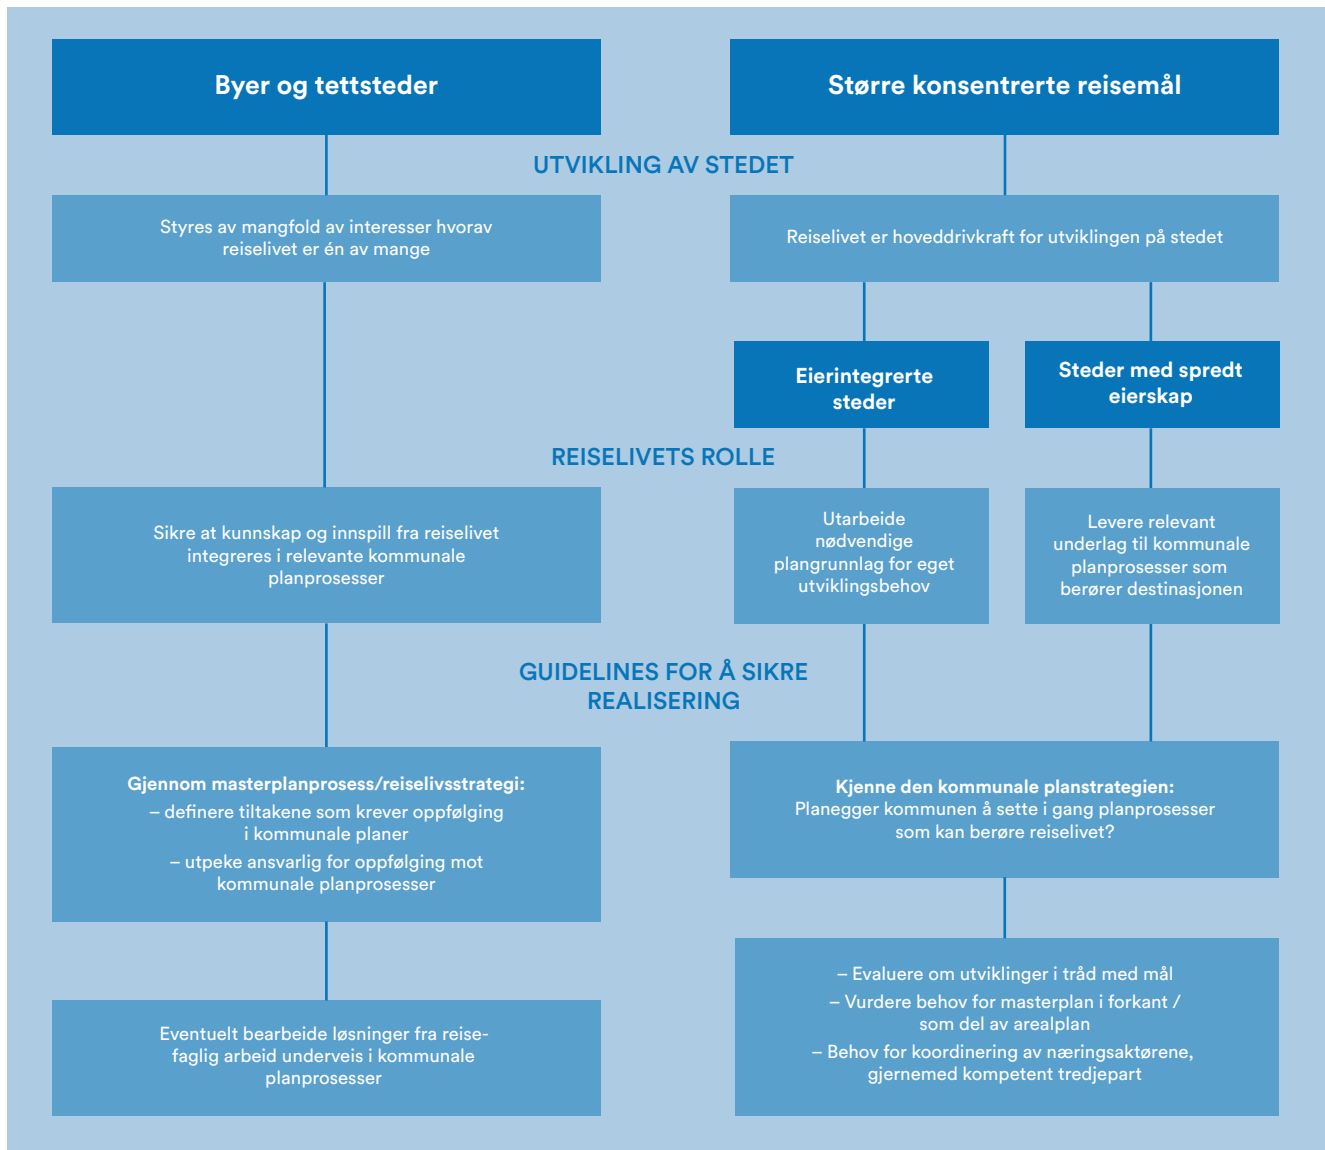 Byer og tettsteder
Større konsentrerte reisemål
UTVIKLING AV STEDET
Styres av mangfold av interesser hvorav
reiselivet er én av mange
Reiselivet er hoveddrivkraft for utviklingen på stedet
Eierintegrerte
steder
Steder med spredt
eierskap
REISELIVETS ROLLE
Sikre at kunnskap og innspill fra reiselivet
integreres i relevante kommunale
planprosesser
Utarbeide
nødvendige
plangrunnlag for eget
utviklingsbehov
Levere relevant
underlag til kommunale
planprosesser som
berører destinasjonen
GUIDELINES FOR Å SIKRE
REALISERING
Gjennom masterplanprosess/reiselivsstrategi:
– definere tiltakene som krever oppfølging
i kommunale planer
– utpeke ansvarlig for oppfølging mot
kommunale planprosesser
Kjenne den kommunale planstrategien:
Planegger kommunen å sette i gang planprosesser
som kan berøre reiselivet?
Eventuelt bearbeide løsninger fra reise-
faglig arbeid underveis i kommunale
planprosesser
– Evaluere om utviklinger i tråd med mål
– Vurdere behov for masterplan i forkant /
som del av arealplan
– Behov for koordinering av næringsaktørene,
gjernemed kompetent tredjepart